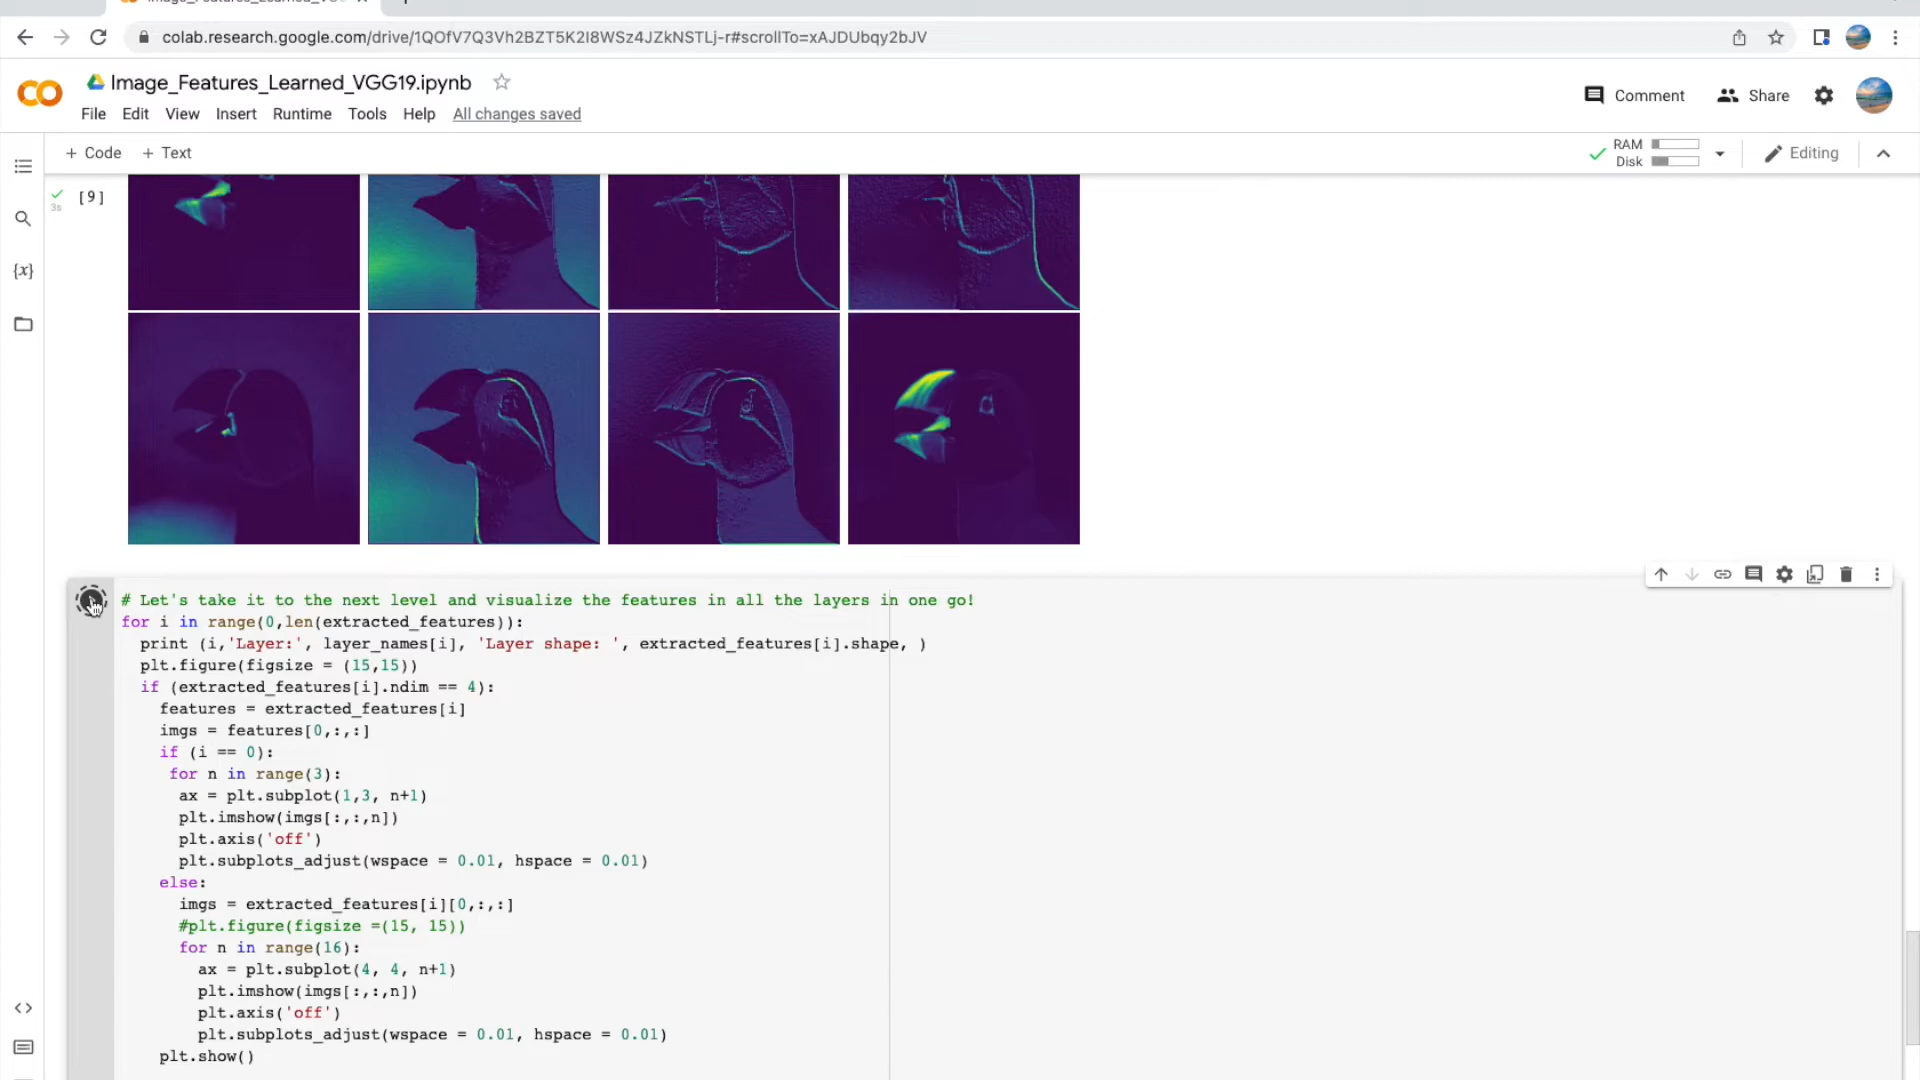 colab.research.google.com/drive/1QOfV7Q3Vh2BZT5K2I8WSz4JZkNSTLj-r#scrollTo=xAJDUbqy2bJV
Image_Features_Learned_VGG19.ipynb
Comment
Share
File Edit View Insert Runtime Tools Help All changes saved
+ Code + Text
RAM
Disk
Editing
3s
[9]
{x}
# Let's take it to the next level and visualize the features in all the layers in one go!
for i in range(0,len(extracted_features)):
  print (i,'Layer:', layer_names[i], 'Layer shape: ', extracted_features[i].shape, )
  plt.figure(figsize = (15,15))
  if (extracted_features[i].ndim == 4):
    features = extracted_features[i]
    imgs = features[0,:,:]
    if (i == 0):
     for n in range(3):
      ax = plt.subplot(1,3, n+1)
      plt.imshow(imgs[:,:,n])
      plt.axis('off')
      plt.subplots_adjust(wspace = 0.01, hspace = 0.01)
    else:
      imgs = extracted_features[i][0,:,:]
      #plt.figure(figsize =(15, 15))
      for n in range(16):
        ax = plt.subplot(4, 4, n+1)
        plt.imshow(imgs[:,:,n])
        plt.axis('off')
        plt.subplots_adjust(wspace = 0.01, hspace = 0.01)
    plt.show()